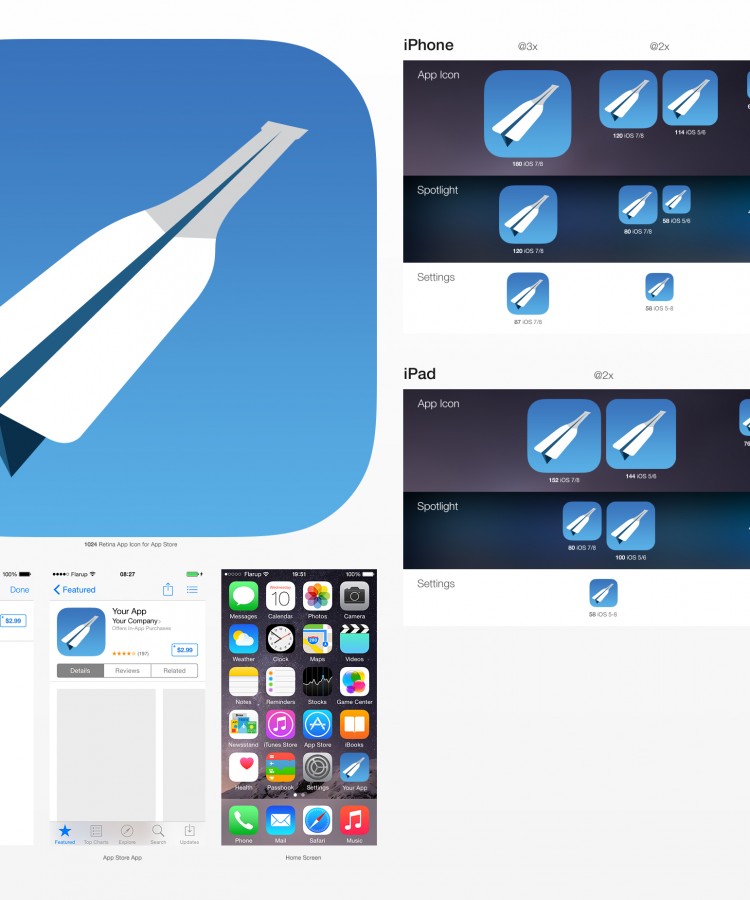 iPhone
@3x
@2x
App Icon
180 iOS 7/8
120 iOS 7/8
114 iOS 5/6
Spotlight
120 iOS 7/8
80 iOS 7/8
58 iOS 5/6
Settings
87 iOS 7/8
58 iOS 5-8
iPad
@2x
App Icon
152 iOS 7/8
144 iOS 5/6
76
Spotlight
80 iOS 7/8
100 iOS 5/6
Settings
58 iOS 5-8
1024 Retina App Icon for App Store
100%
Done
+ $2.99
Flarup
08:27
Featured
Your App
Your Company
Offers In-App Purchases
(197)
+ $2.99
Details
Reviews
Related
Featured
Top Charts
Explore
Search
Updates
App Store App
Flarup
19:51
100%
Wednesday
10
Messages
Calendar
Photos
Camera
280
Weather
Clock
Maps
Videos
Notes
Reminders
Stocks
Game Center
News
Newsstand
iTunes Store
App Store
iBooks
Health
Passbook
Settings
Your App
Phone
Mail
Safari
Music
Home Screen